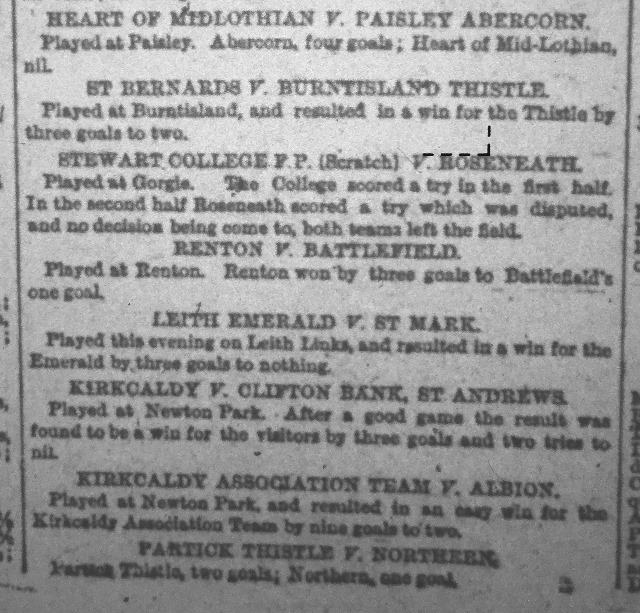 HEART OF MIDLOTHIAN V. PAISLEY ABERCORN.
Played at Paisley. Abercorn, four goals; Heart of Mid-Lothian,
nil.
ST BERNARDS V. BURNTISLAND THISTLE.
Played at Burntisland, and resulted in a win for the Thistle by
three goals to two.
STEWART COLLEGE F.P. (Scratch) V. ROSENEATH.
Played at Gorgie. The College scored a try in the first half.
In the second half Roseneath scored a try which was disputed,
and no decision being come to, both teams left the field.
RENTON V. BATTLEFIELD.
Played at Renton. Renton won by three goals to Battlefield's
one goal.
LEITH EMERALD V. ST MARK.
Played this evening on Leith Links, and resulted in a win for the
Emerald by three goals to nothing.
KIRKCALDY V. CLIFTON BANK, ST ANDREWS.
Played at Newton Park. After a good game the result was
found to be a win for the visitors by three goals and two tries to
nil.
KIRKCALDY ASSOCIATION TEAM V. ALBION.
Played at Newton Park, and resulted in an easy win for the
Kirkcaldy Association Team by nine goals to two.
PARTICK THISTLE V. NORTHERN.
Partick Thistle, two goals; Northern, one goal.